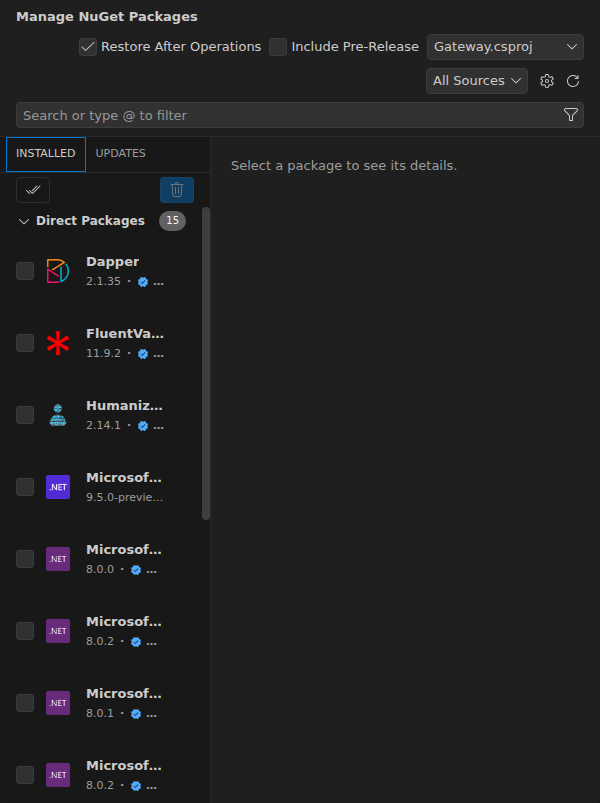 Manage NuGet Packages
Restore After Operations Include Pre-Release Gateway.csproj
All Sources
Search or type @ to filter
INSTALLED UPDATES
Select a package to see its details.
Direct Packages 15
Dapper
2.1.35 · ...
FluentVa...
11.9.2 · ...
Humaniz...
2.14.1 · ...
.NET
Microsof...
9.5.0-previe...
.NET
Microsof...
8.0.0 · ...
.NET
Microsof...
8.0.2 · ...
.NET
Microsof...
8.0.1 · ...
.NET
Microsof...
8.0.2 · ...